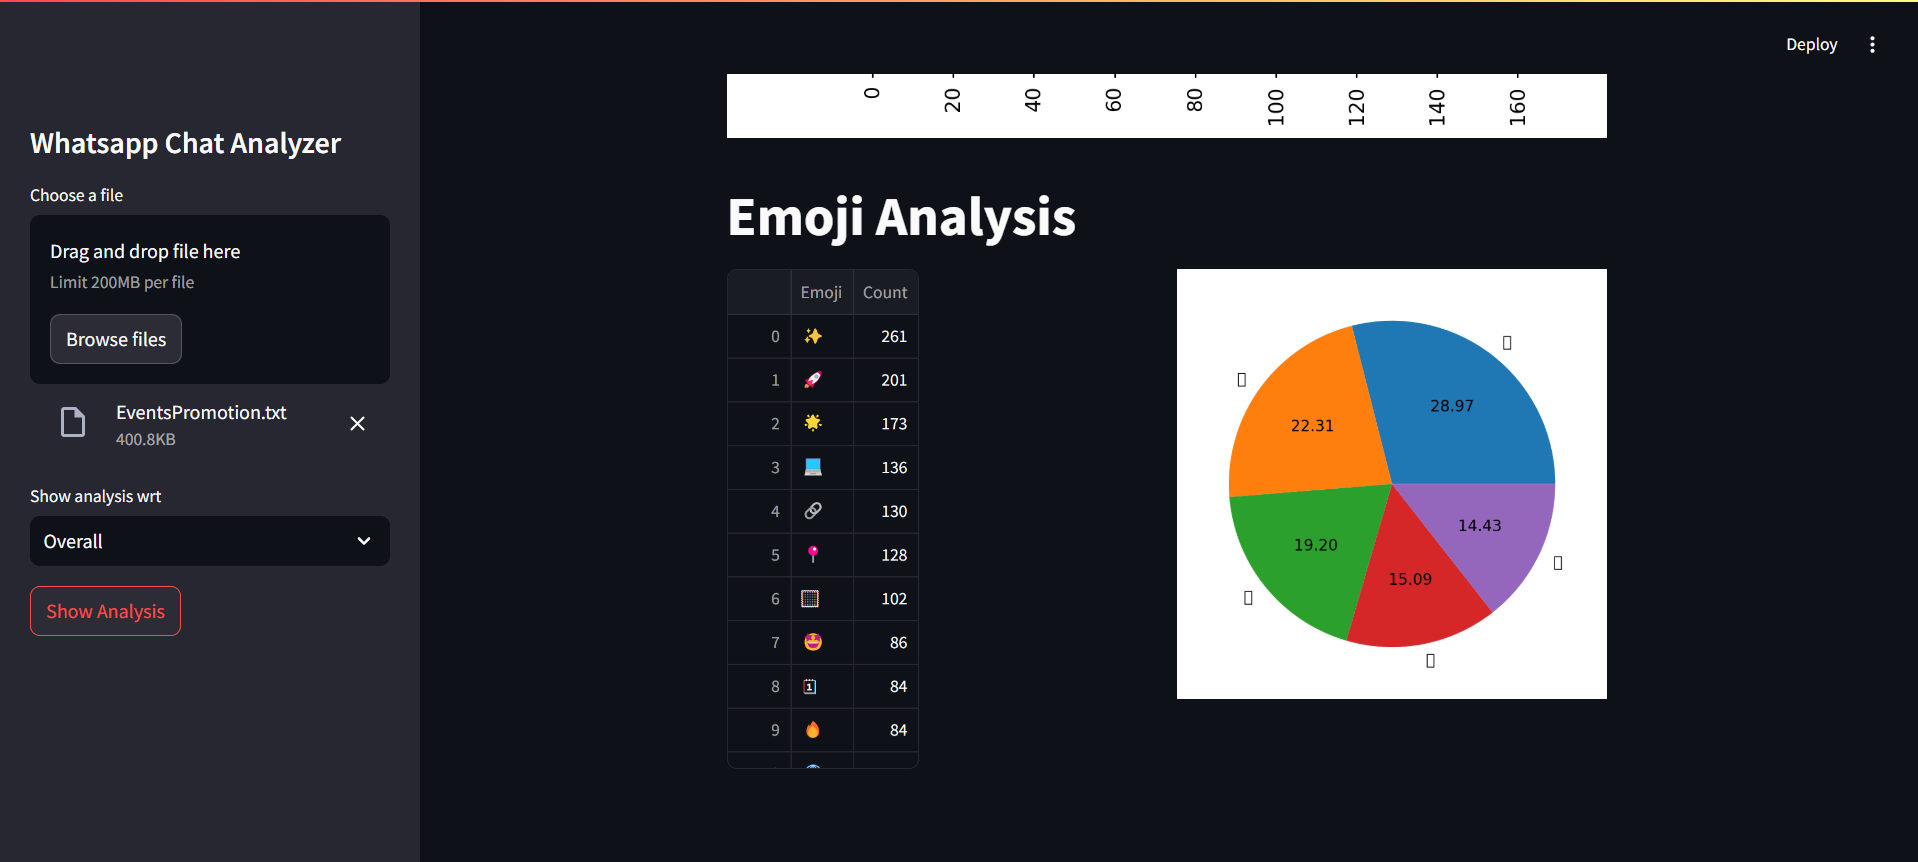 Deploy
Whatsapp Chat Analyzer
Choose a file
Drag and drop file here
Limit 200MB per file
Browse files
EventsPromotion.txt
400.8KB
Show analysis wrt
Overall
Show Analysis
0 20 40 60 80 100 120 140 160
Emoji Analysis
Emoji Count
0 ✨ 261
1 🚀 201
2 🌟 173
3 💻 136
4 🔗 130
5 📍 128
6 102
7 🤩 86
8 🗓 84
9 🔥 84
28.97
22.31
19.20
15.09
14.43